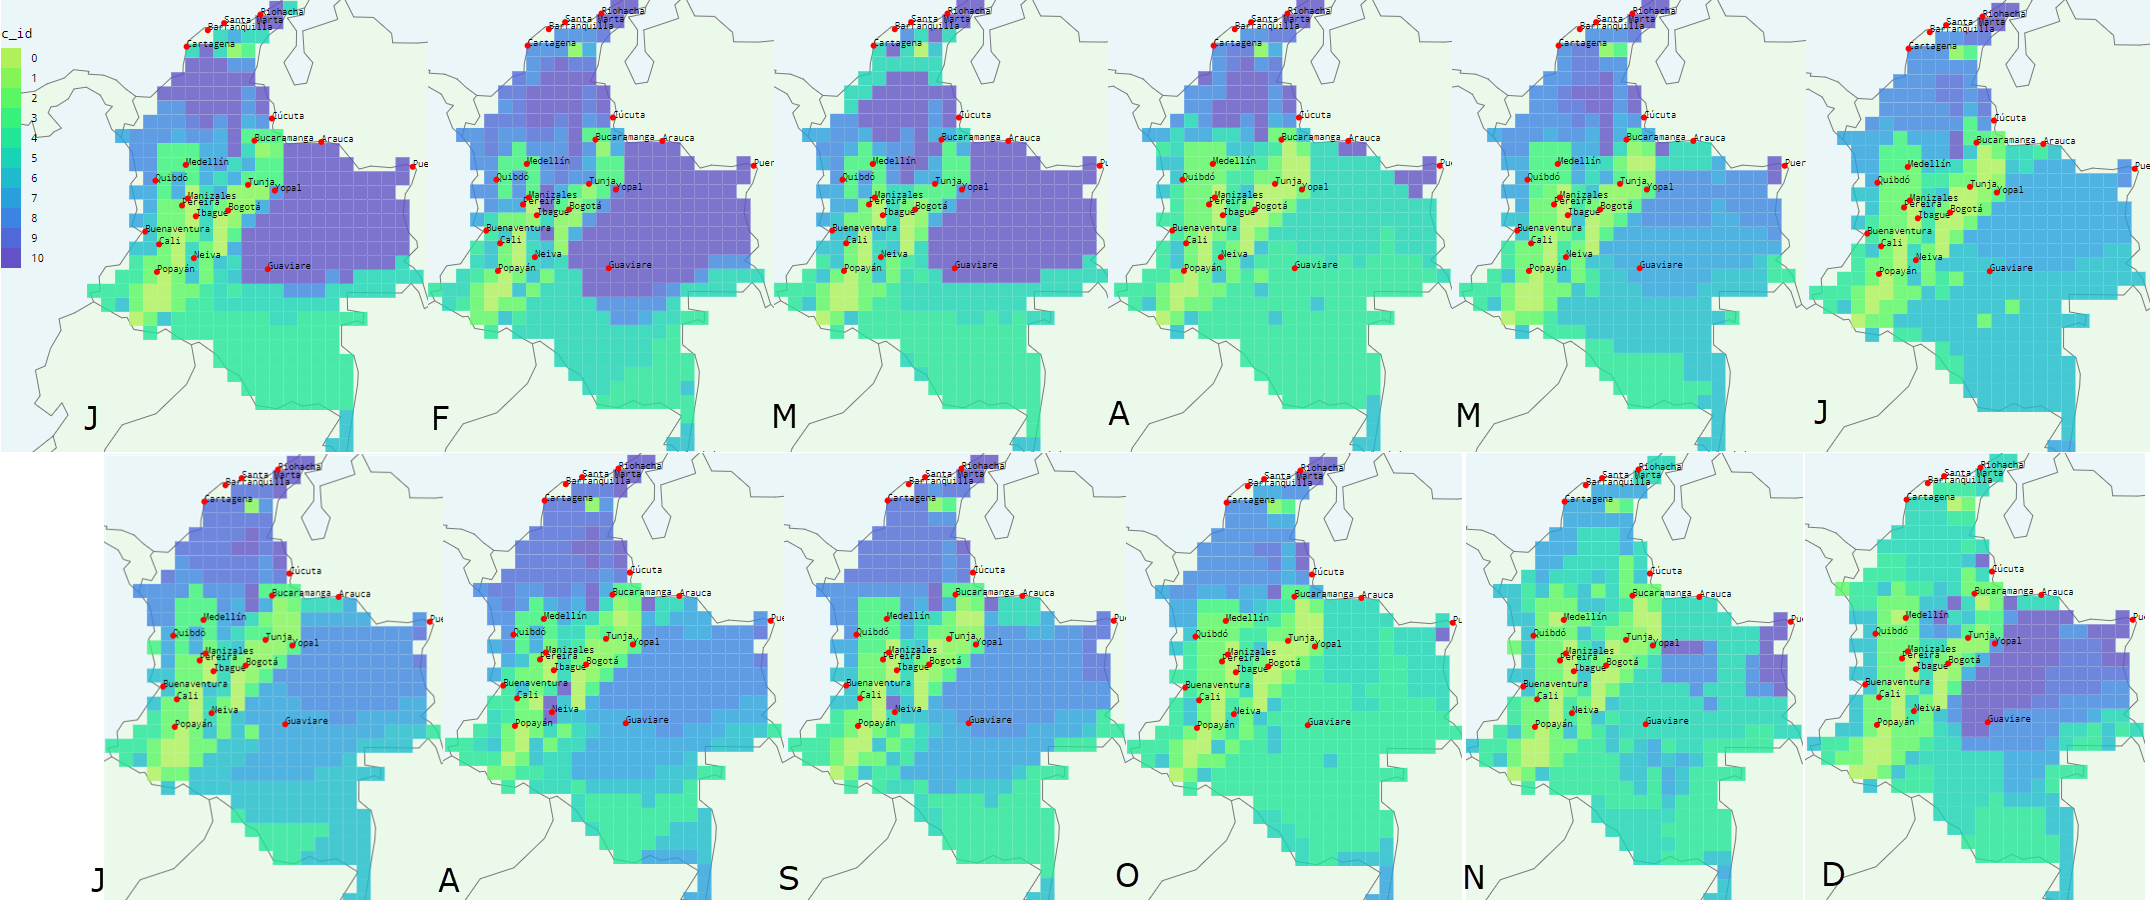 c_id
0
1
2
3
4
5
6
7
8
9
10
Riohacha
Santa Marta
Barranquilla
Cartagena
Cúcuta
Bucaramanga
Arauca
Medellín
Pue
Quibdó
Tunja
Yopal
Manizales
Pereira
Bogotá
Ibague
Buenaventura
Cali
Neiva
Popayán
Guaviare
J
Riohacha
Santa Marta
Barranquilla
Cartagena
Cúcuta
Bucaramanga
Arauca
Medellín
Puer
Quibdó
Tunja
Yopal
Manizales
Pereira
Bogotá
Ibague
Buenaventura
Cali
Neiva
Popayán
Guaviare
F
Riohacha
Santa Marta
Barranquilla
Cartagena
Cúcuta
Bucaramanga
Arauca
Medellín
Pu
Quibdó
Tunja
Yopal
Manizales
Pereira
Bogotá
Ibague
Buenaventura
Cali
Neiva
Popayán
Guaviare
M
Riohacha
Santa Marta
Barranquilla
Cartagena
Cúcuta
Bucaramanga
Arauca
Medellín
Pu
Quibdó
Tunja
Yopal
Manizales
Pereira
Bogotá
Ibague
Buenaventura
Cali
Neiva
Popayán
Guaviare
A
Riohacha
Santa Marta
Barranquilla
Cartagena
Cúcuta
Bucaramanga
Arauca
Medellín
Puer
Quibdó
Tunja
Yopal
Manizales
Pereira
Bogotá
Ibague
Buenaventura
Cali
Neiva
Popayán
Guaviare
M
Riohacha
Santa Marta
Barranquilla
Cartagena
Cúcuta
Bucaramanga
Arauca
Medellín
Pue
Quibdó
Tunja
Yopal
Manizales
Pereira
Bogotá
Ibague
Buenaventura
Cali
Neiva
Popayán
Guaviare
J
Riohacha
Santa Marta
Barranquilla
Cartagena
Cúcuta
Bucaramanga
Arauca
Medellín
Pue
Quibdó
Tunja
Yopal
Manizales
Pereira
Bogotá
Ibague
Buenaventura
Cali
Neiva
Popayán
Guaviare
J
Riohacha
Santa Marta
Barranquilla
Cartagena
Cúcuta
Bucaramanga
Arauca
Medellín
Pu
Quibdó
Tunja
Yopal
Manizales
Pereira
Bogotá
Ibague
Buenaventura
Cali
Neiva
Popayán
Guaviare
A
Riohacha
Santa Marta
Barranquilla
Cartagena
Cúcuta
Bucaramanga
Arauca
Medellín
Pu
Quibdó
Tunja
Yopal
Manizales
Pereira
Bogotá
Ibague
Buenaventura
Cali
Neiva
Popayán
Guaviare
S
Riohacha
Santa Marta
Barranquilla
Cartagena
Cúcuta
Bucaramanga
Arauca
Medellín
Pu
Quibdó
Tunja
Yopal
Manizales
Pereira
Bogotá
Ibague
Buenaventura
Cali
Neiva
Popayán
Guaviare
O
Riohacha
Santa Marta
Barranquilla
Cartagena
Cúcuta
Bucaramanga
Arauca
Medellín
Pu
Quibdó
Tunja
Yopal
Manizales
Pereira
Bogotá
Ibague
Buenaventura
Cali
Neiva
Popayán
Guaviare
N
Riohacha
Santa Marta
Barranquilla
Cartagena
Cúcuta
Bucaramanga
Arauca
Medellín
Pue
Quibdó
Tunja
Yopal
Manizales
Pereira
Bogotá
Ibague
Buenaventura
Cali
Neiva
Popayán
Guaviare
D